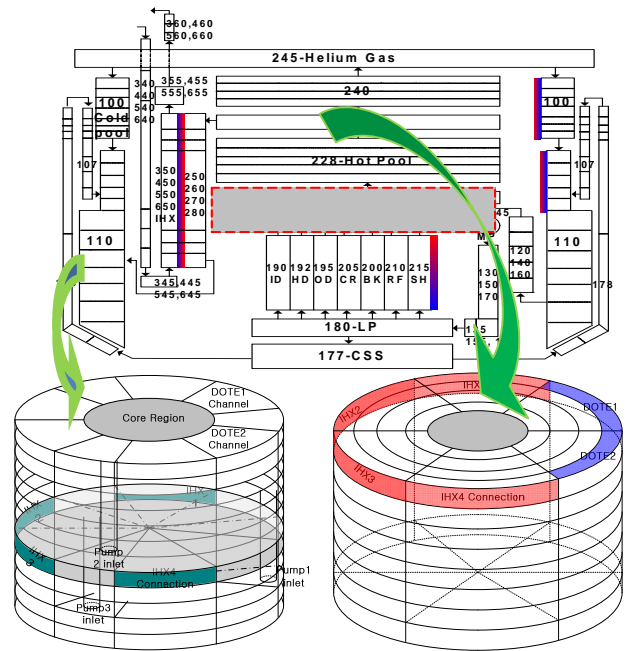 360,460
560,660
245-Helium Gas
340
440
540
640
355,455
555,655
240
100
Cold
pool
100
107
107
228-Hot Pool
350
450
550
650
IHX
250
260
270
280
45
MP
110
110
120
140
160
130
150
170
178
190
ID
192
HD
195
OD
205
CR
200
BK
210
RF
215
SH
345,445
545,645
180-LP
177-CSS
Core Region
DOTE1
Channel
DOTE2
Channel
IHX
Pump
2 inlet
IHX4
Connection
Pump1
inlet
Pump3
inlet
IHX
IHX2
IHX3
IHX4 Connection
DOTE1
DOTE2